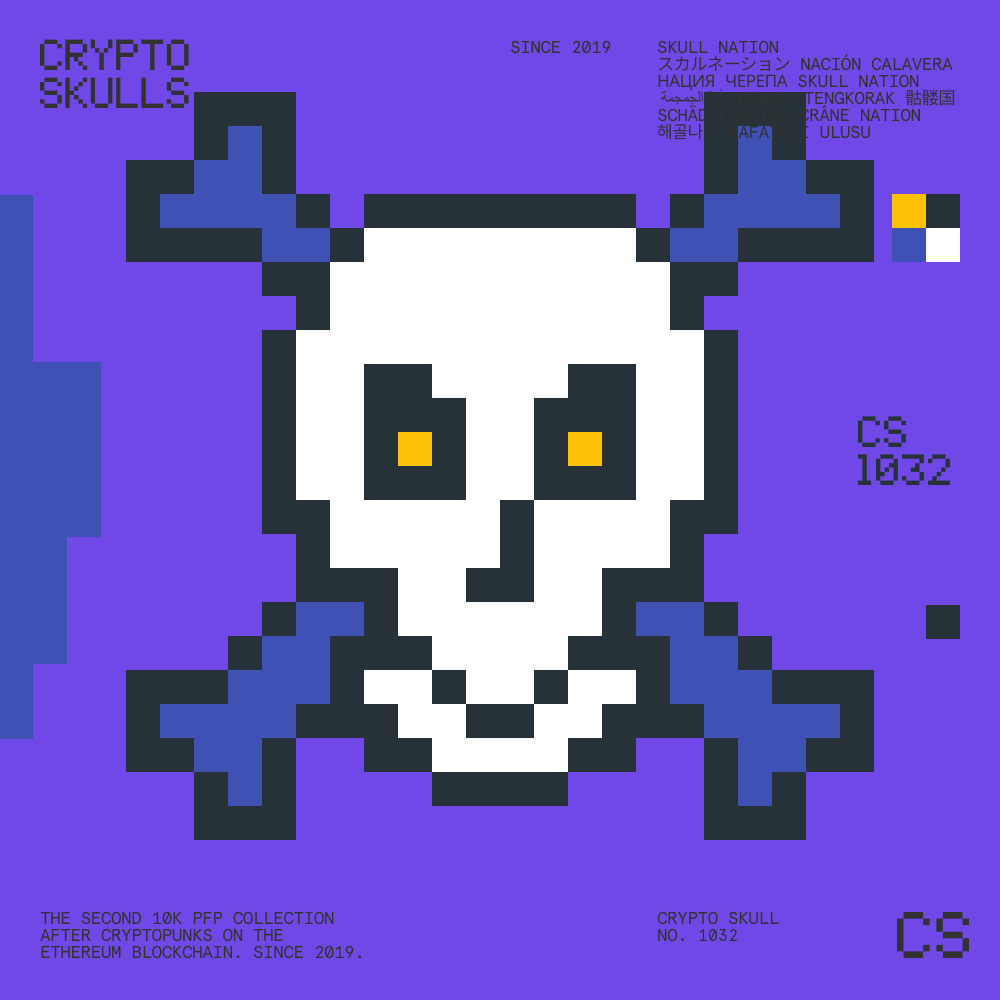 CRYPTO
SKULLS
SINCE 2019
SKULL NATION
スカルネーション NACIÓN CALAVERA
НАЦИЯ ЧЕРЕПА SKULL NATION
الجمجمة TENGKORAK 骷髅国
CRÂNE NATION
ULUSU
CS
1032
THE SECOND 10K PFP COLLECTION
AFTER CRYPTOPUNKS ON THE
ETHEREUM BLOCKCHAIN. SINCE 2019.
CRYPTO SKULL
NO. 1032
CS